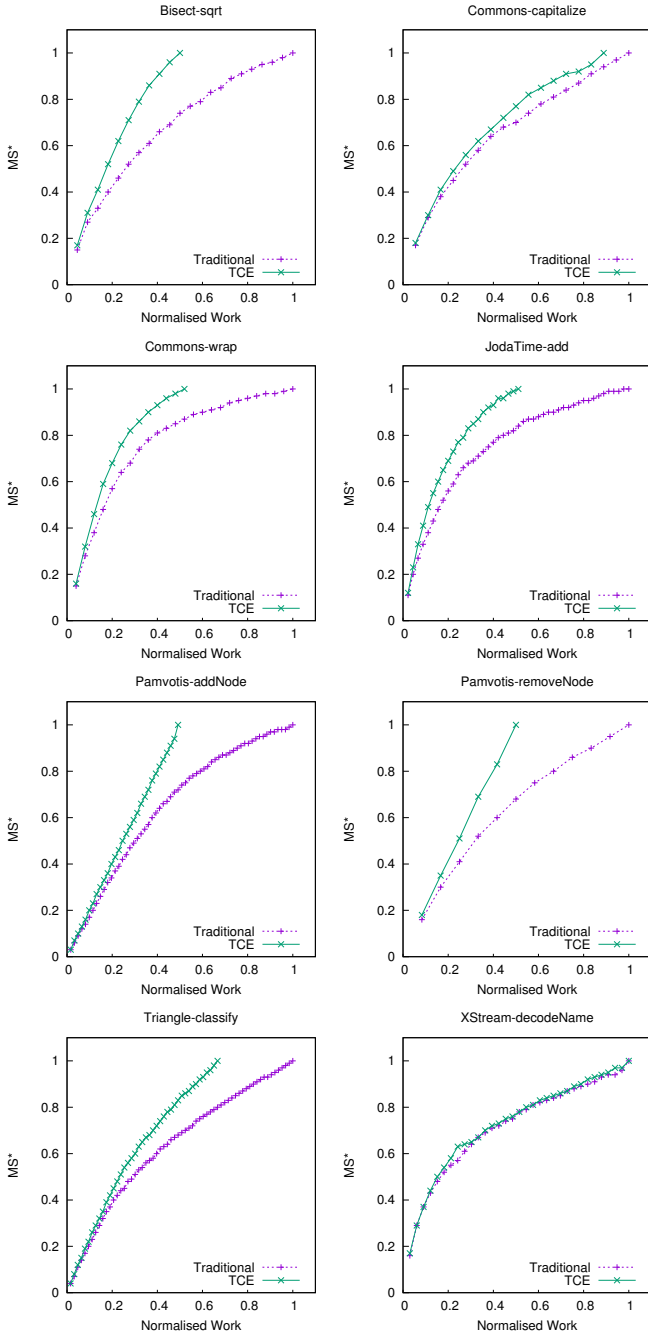 Bisect-sqrt
1
0.8
0.6
0.4
0.2
0
MS*
Traditional
TCE
0 0.2 0.4 0.6 0.8 1
Normalised Work
Commons-capitalize
1
0.8
0.6
0.4
0.2
0
MS*
Traditional
TCE
0 0.2 0.4 0.6 0.8 1
Normalised Work
Commons-wrap
1
0.8
0.6
0.4
0.2
0
MS*
Traditional
TCE
0 0.2 0.4 0.6 0.8 1
Normalised Work
JodaTime-add
1
0.8
0.6
0.4
0.2
0
MS*
Traditional
TCE
0 0.2 0.4 0.6 0.8 1
Normalised Work
Pamvotis-addNode
1
0.8
0.6
0.4
0.2
0
MS*
Traditional
TCE
0 0.2 0.4 0.6 0.8 1
Normalised Work
Pamvotis-removeNode
1
0.8
0.6
0.4
0.2
0
MS*
Traditional
TCE
0 0.2 0.4 0.6 0.8 1
Normalised Work
Triangle-classify
1
0.8
0.6
0.4
0.2
0
MS*
Traditional
TCE
0 0.2 0.4 0.6 0.8 1
Normalised Work
XStream-decodeName
1
0.8
0.6
0.4
0.2
0
MS*
Traditional
TCE
0 0.2 0.4 0.6 0.8 1
Normalised Work